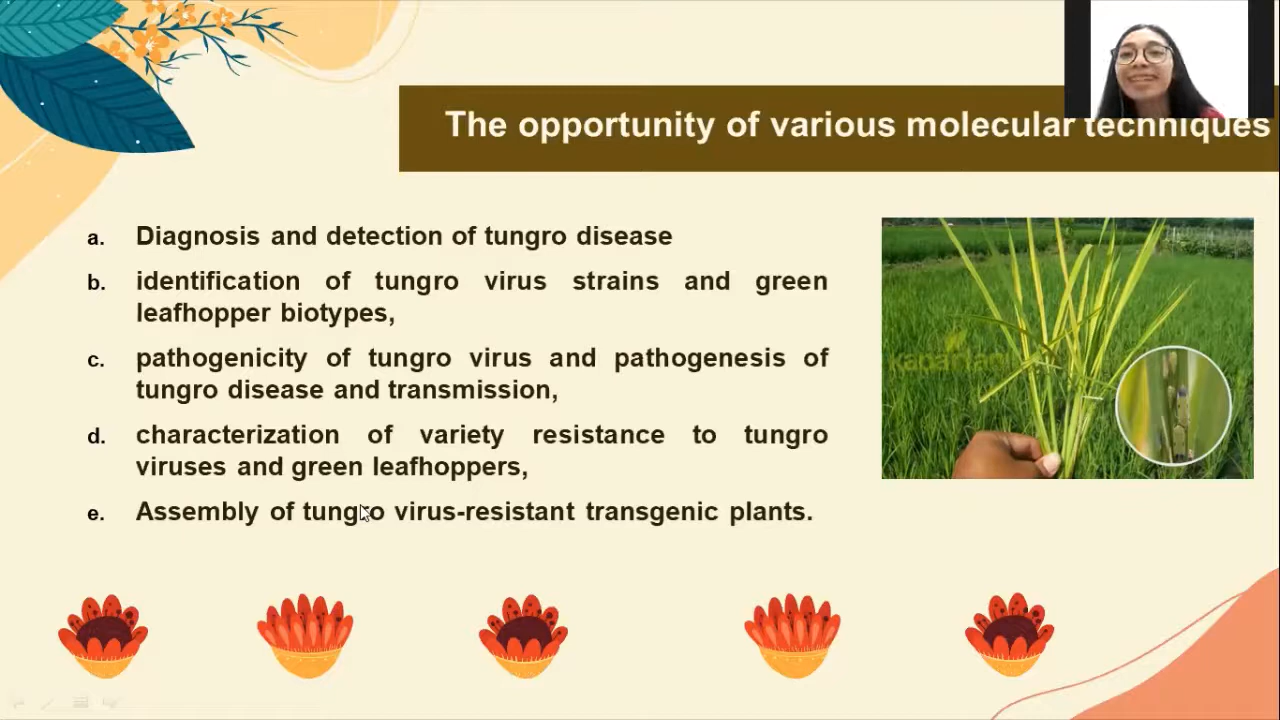 The opportunity of various molecular techniques
a. Diagnosis and detection of tungro disease
b. identification of tungro virus strains and green
leafhopper biotypes,
c. pathogenicity of tungro virus and pathogenesis of
tungro disease and transmission,
d. characterization of variety resistance to tungro
viruses and green leafhoppers,
e. Assembly of tungro virus-resistant transgenic plants.